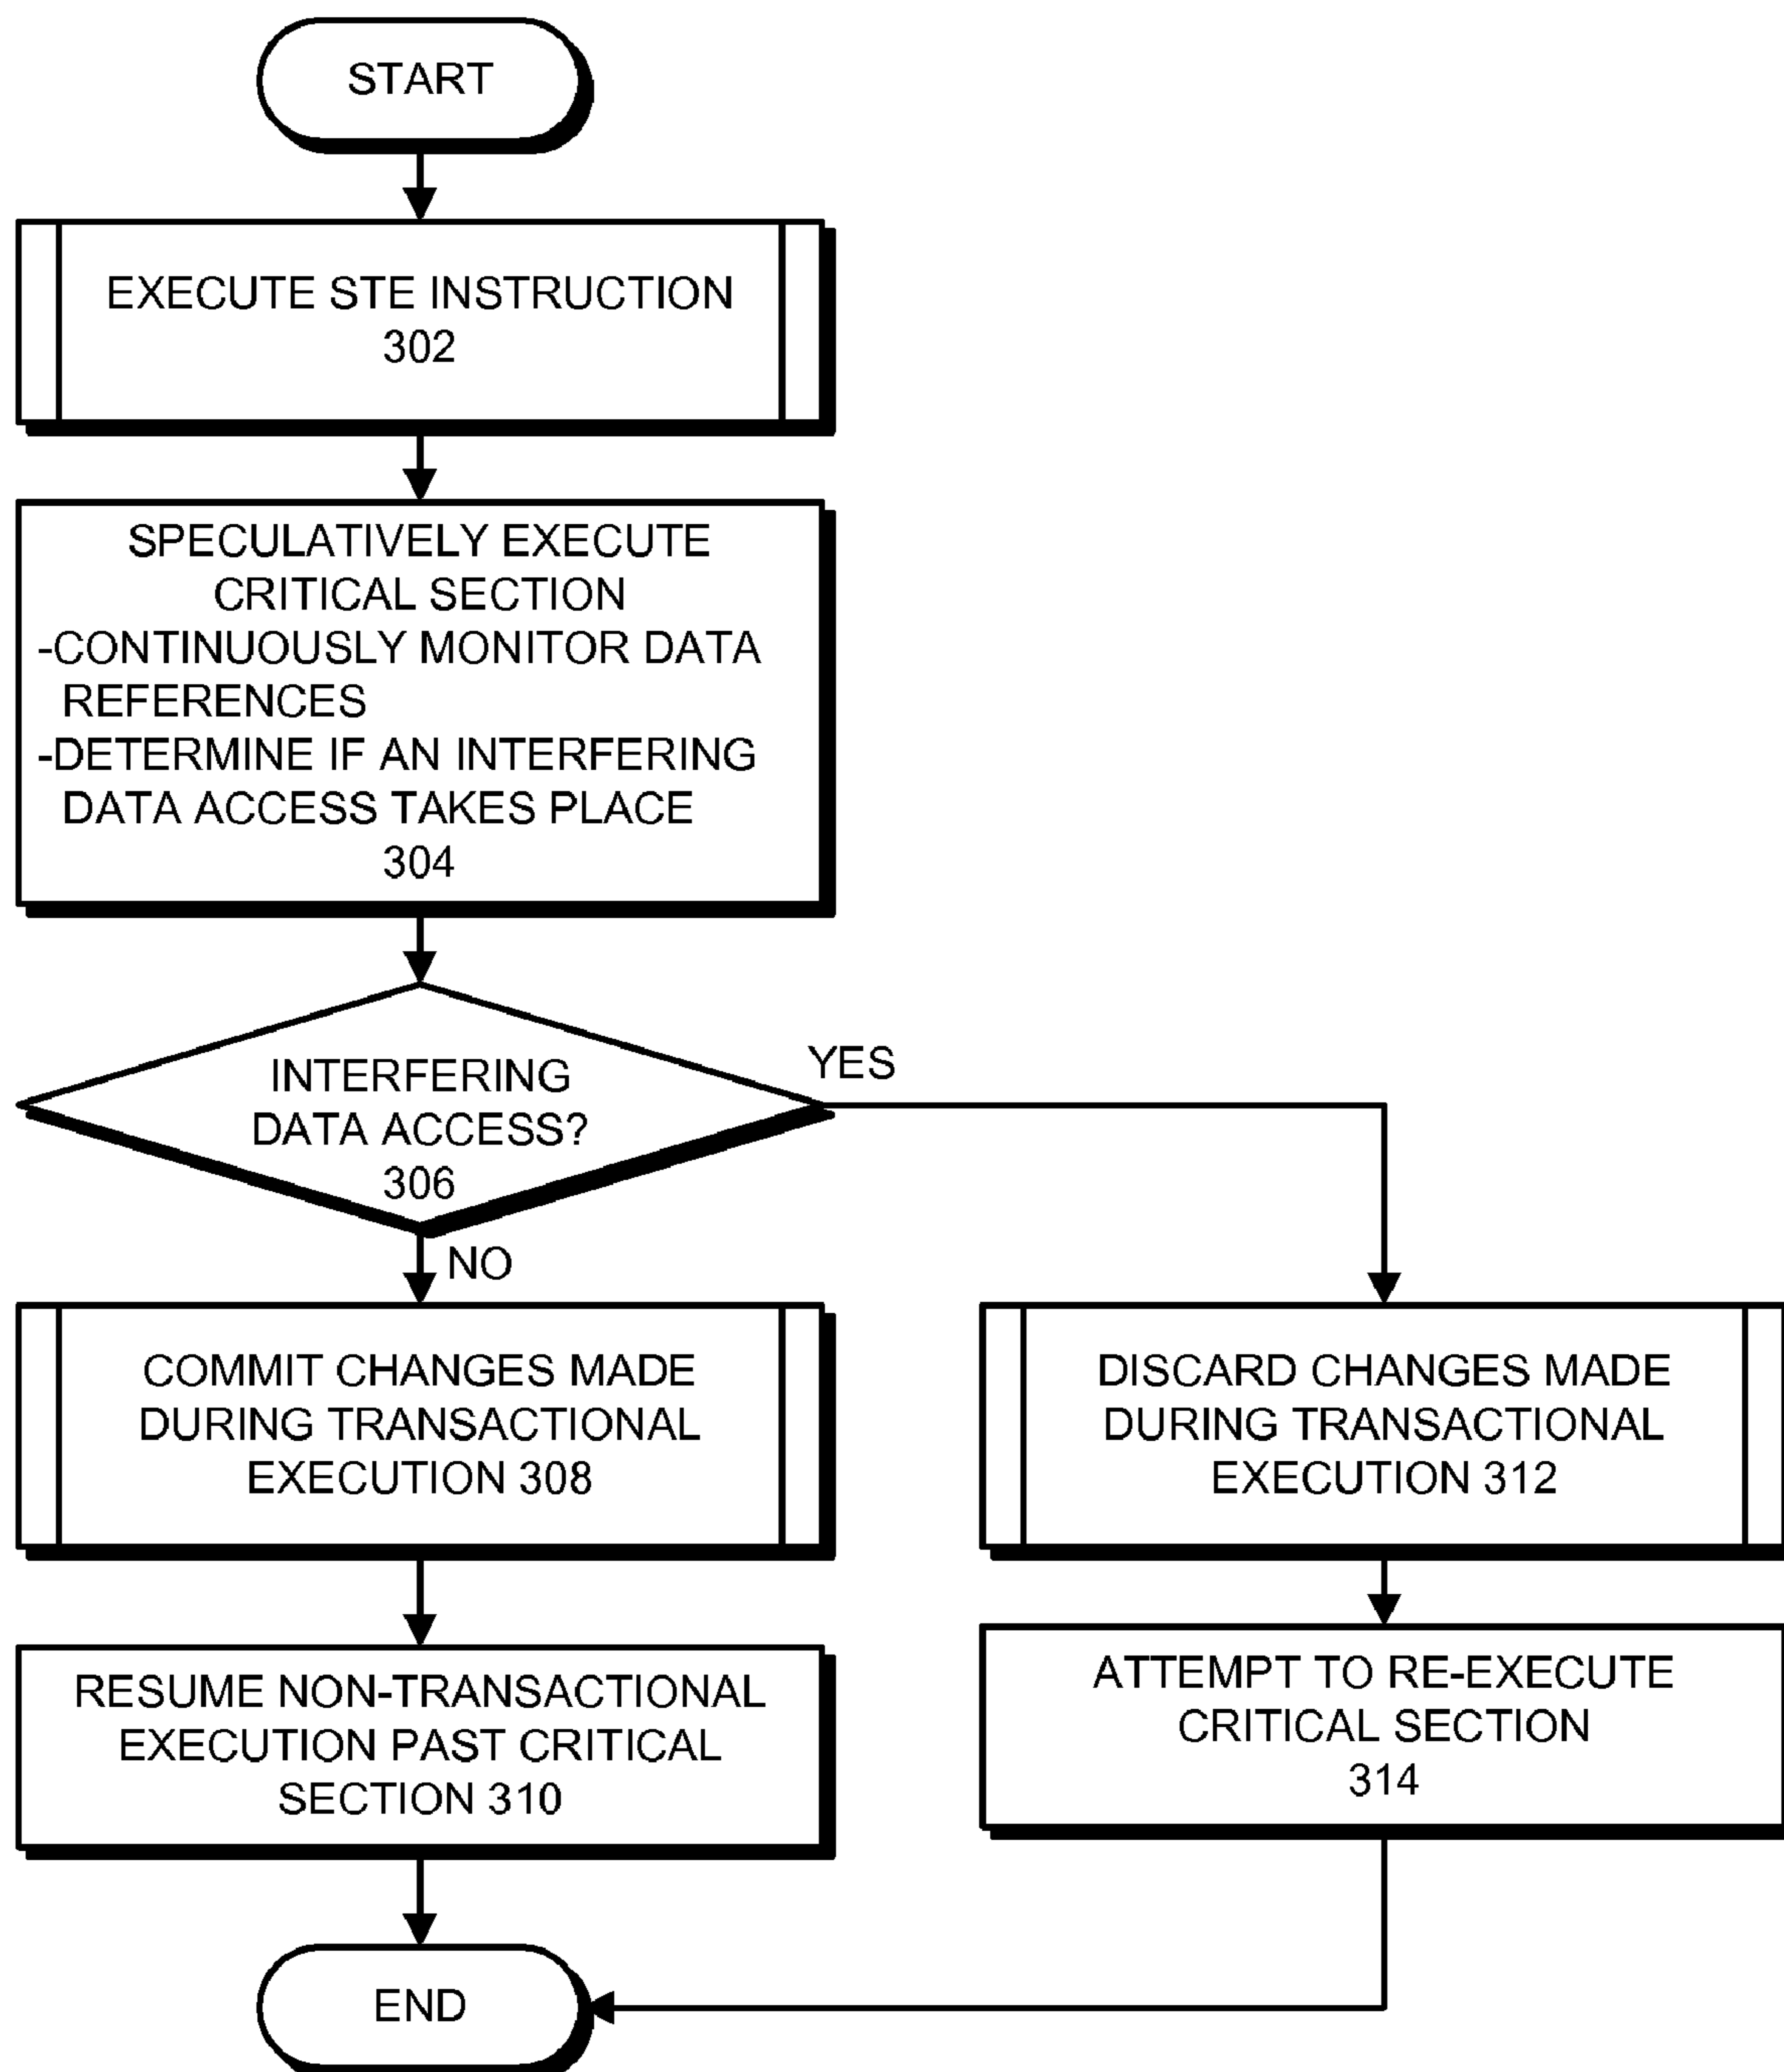 START
EXECUTE STE INSTRUCTION
302
SPECULATIVELY EXECUTE
CRITICAL SECTION
-CONTINUOUSLY MONITOR DATA
REFERENCES
-DETERMINE IF AN INTERFERING
DATA ACCESS TAKES PLACE
304
INTERFERING
DATA ACCESS?
306
YES
NO
COMMIT CHANGES MADE
DURING TRANSACTIONAL
EXECUTION 308
DISCARD CHANGES MADE
DURING TRANSACTIONAL
EXECUTION 312
RESUME NON-TRANSACTIONAL
EXECUTION PAST CRITICAL
SECTION 310
ATTEMPT TO RE-EXECUTE
CRITICAL SECTION
314
END